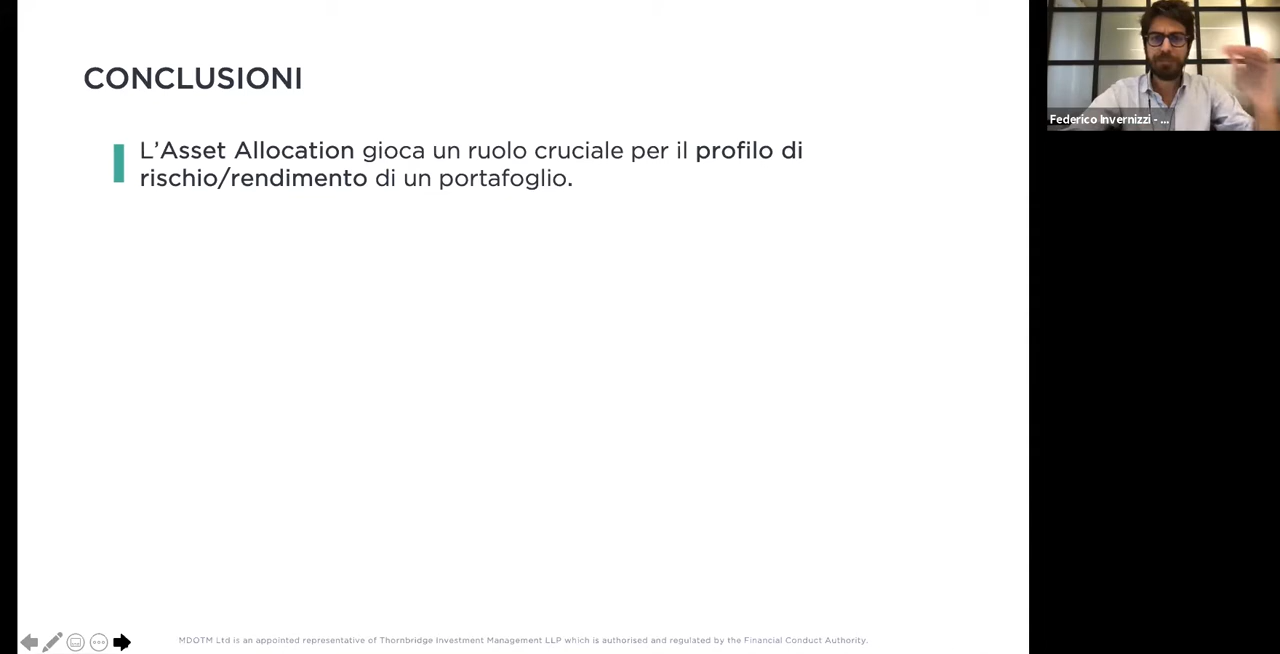 CONCLUSIONI
L’Asset Allocation gioca un ruolo cruciale per il profilo di
rischio/rendimento di un portafoglio.
Federico Invernizzi - ...
MDOTM Ltd is an appointed representative of Thornbridge Investment Management LLP which is authorised and regulated by the Financial Conduct Authority.